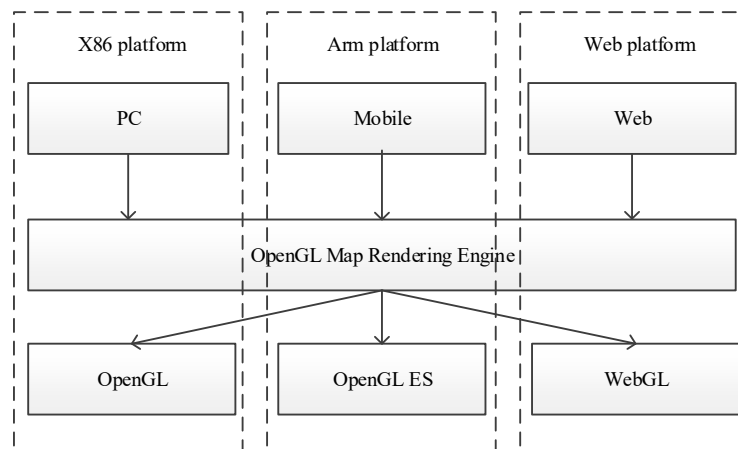 X86 platform
Arm platform
Web platform
PC
Mobile
Web
OpenGL Map Rendering Engine
OpenGL
OpenGL ES
WebGL